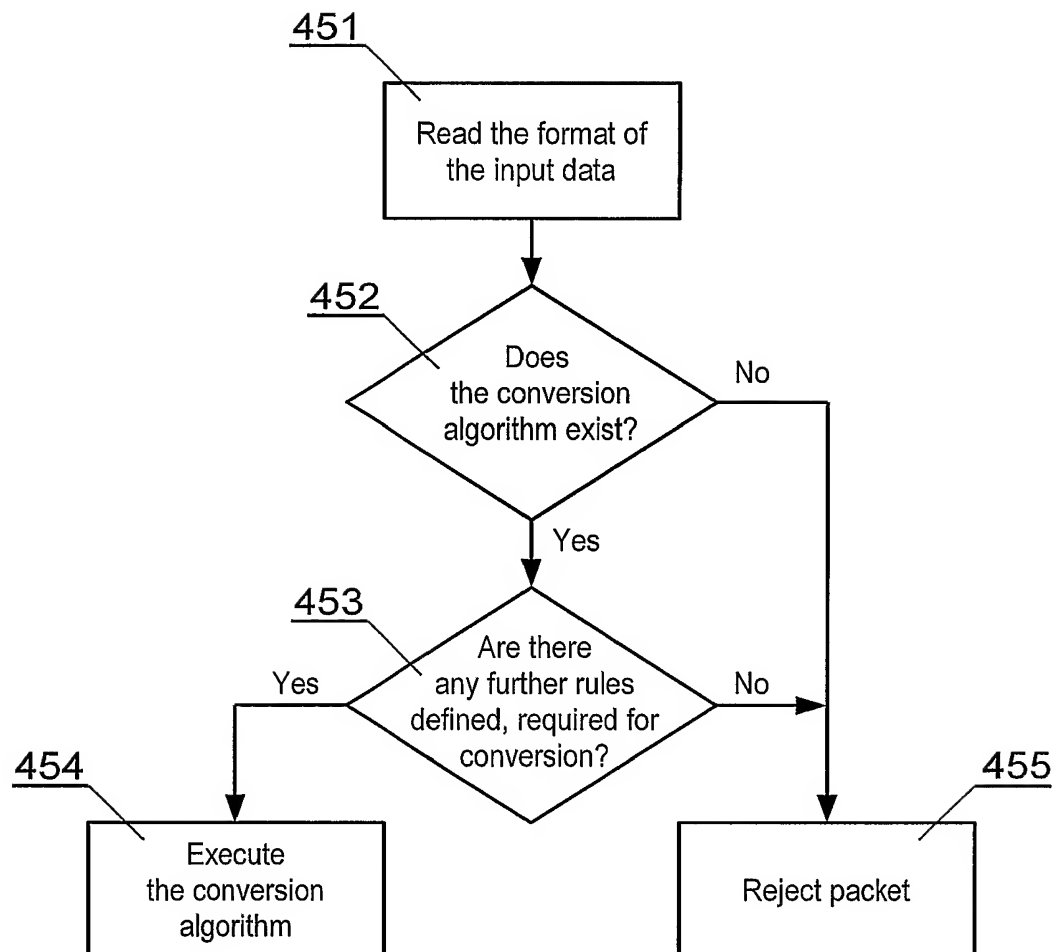 451
Read the format of
the input data
452
Does
the conversion
algorithm exist?
No
Yes
453
Are there
any further rules
defined, required for
conversion?
Yes
No
454
Execute
the conversion
algorithm
455
Reject packet